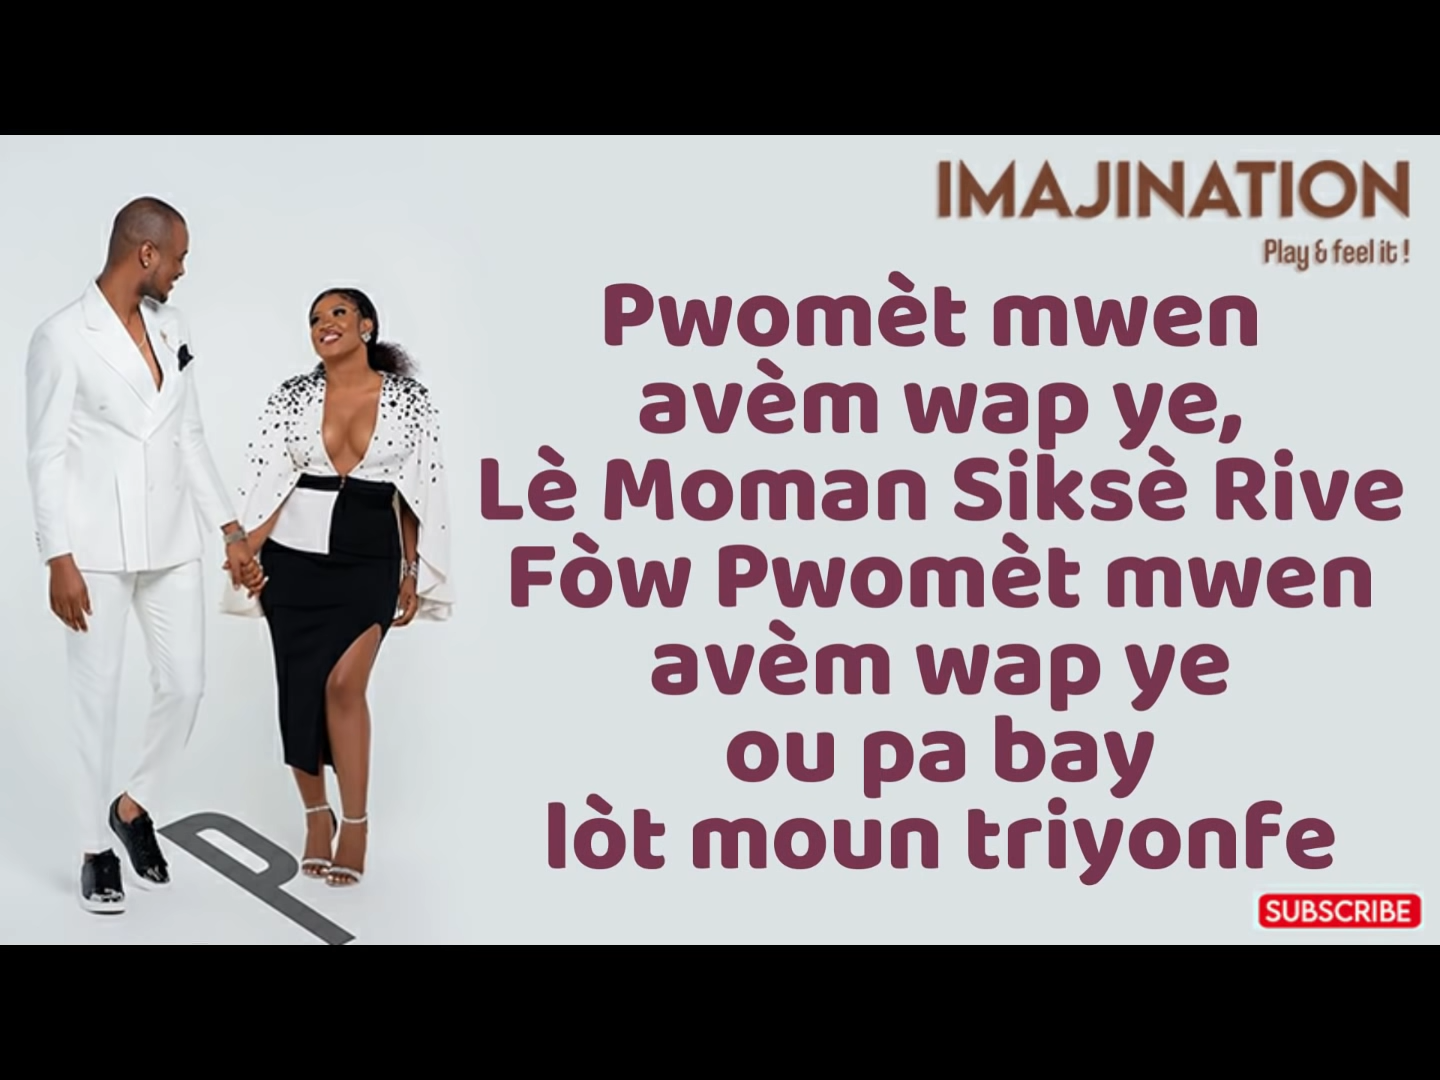 IMAJINATION
Play & feel it !
Pwomèt mwen
avèm wap ye,
Lè Moman Siksè Rive
Fòw Pwomèt mwen
avèm wap ye
ou pa bay
lòt moun triyonfe
SUBSCRIBE
P